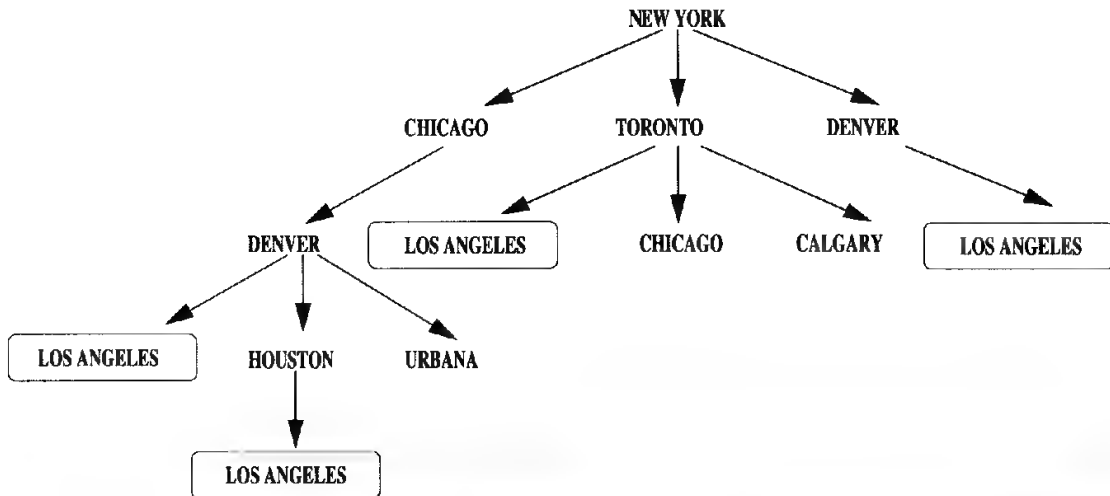 NEW YORK
CHICAGO TORONTO DENVER
DENVER LOS ANGELES CHICAGO CALGARY LOS ANGELES
LOS ANGELES HOUSTON URBANA
LOS ANGELES